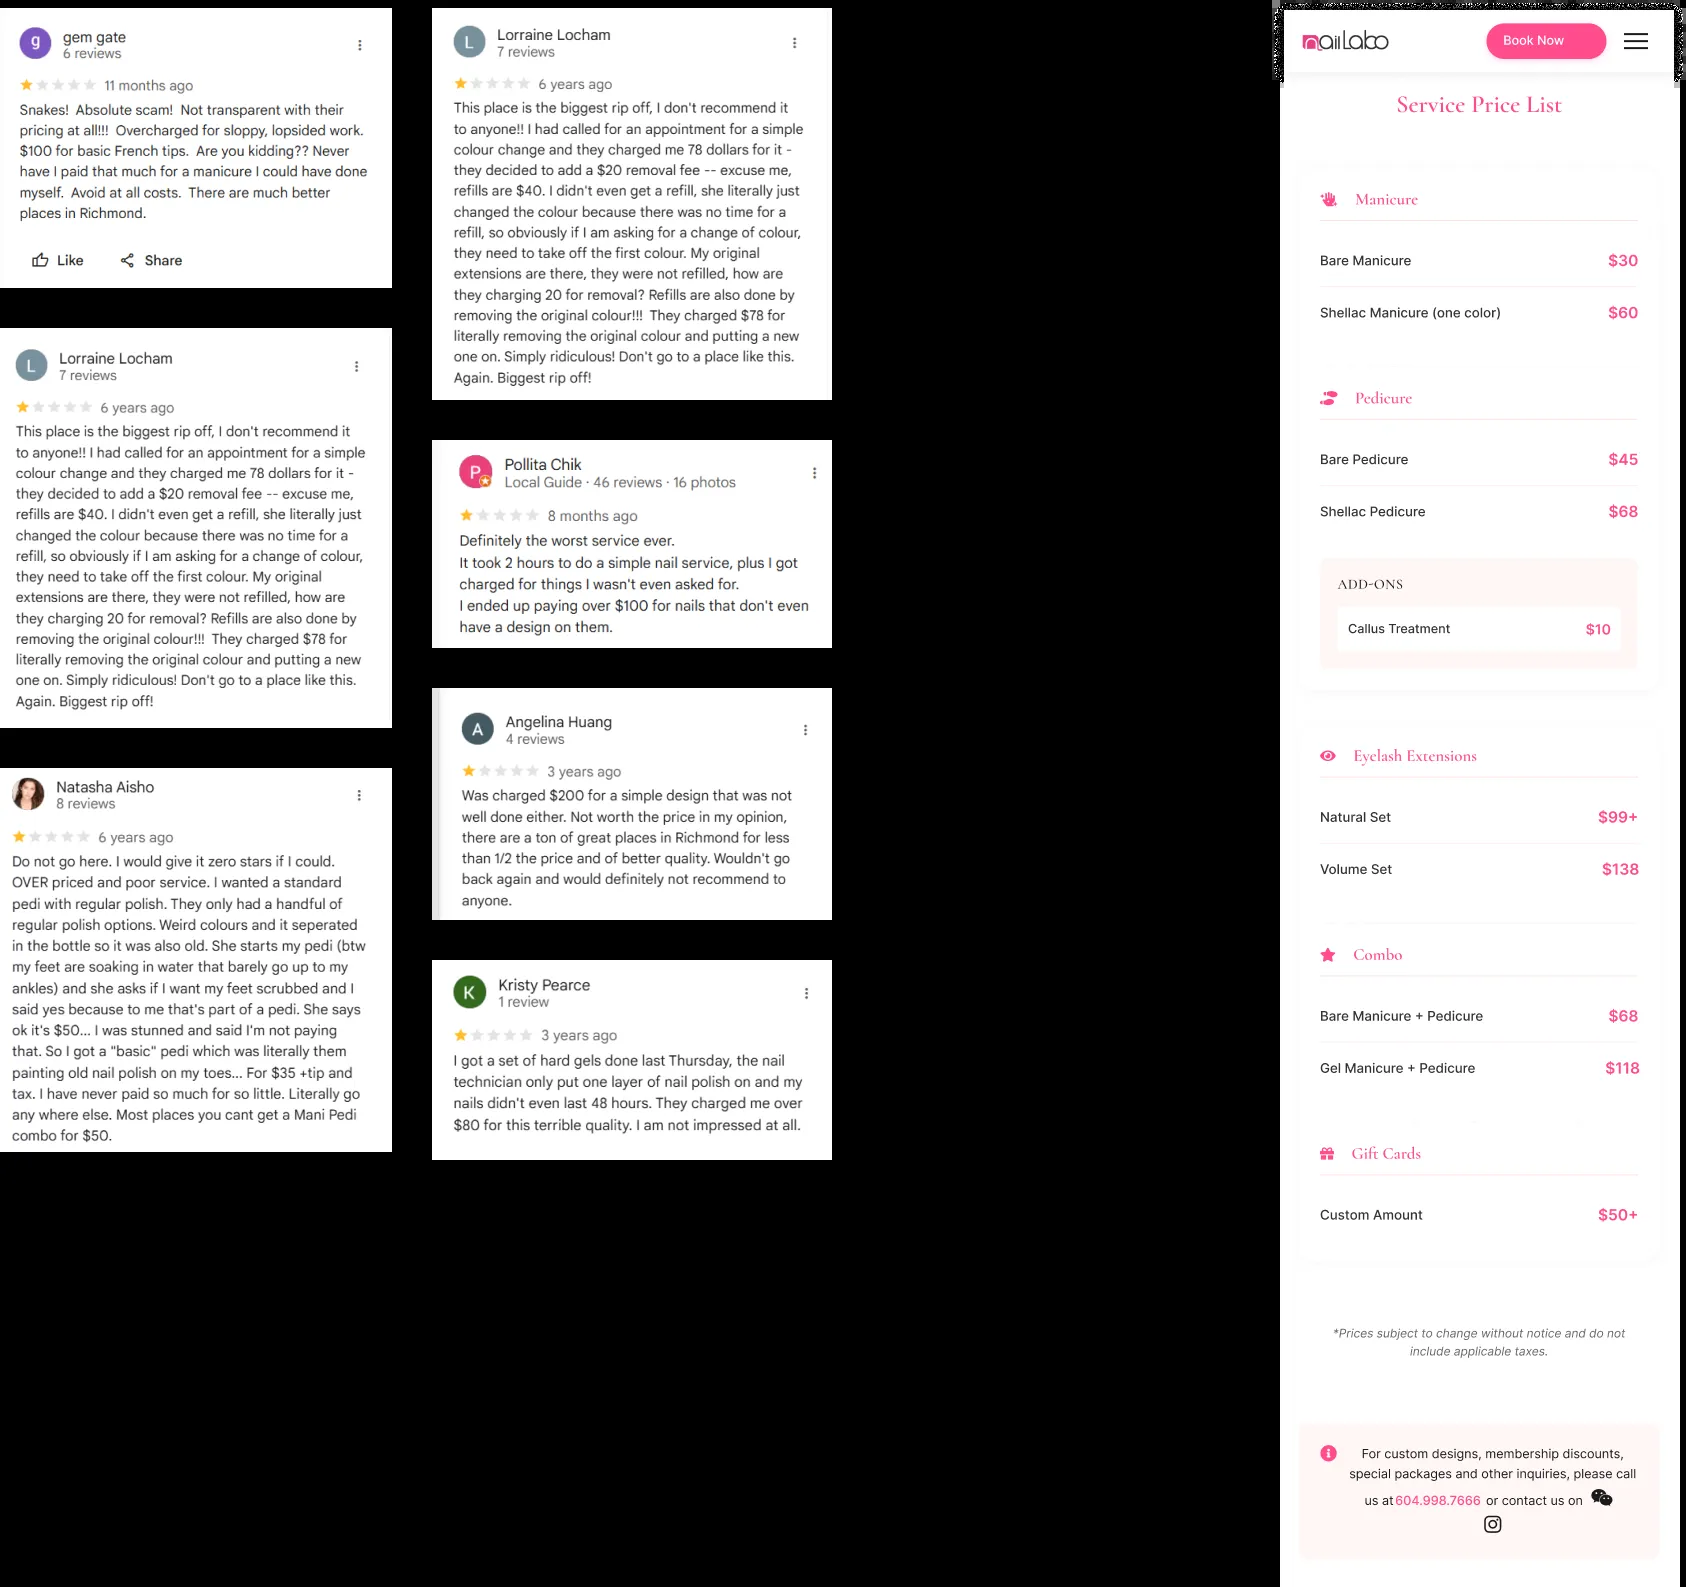 gem gate
6 reviews
11 months ago
Snakes!  Absolute scam!  Not transparent with their
pricing at all!!!  Overcharged for sloppy, lopsided work.
$100 for basic French tips.  Are you kidding?? Never
have I paid that much for a manicure I could have done
myself.  Avoid at all costs.  There are much better
places in Richmond.
Like
Share
L
Lorraine Locham
7 reviews
6 years ago
This place is the biggest rip off, I don't recommend it
to anyone!! I had called for an appointment for a simple
colour change and they charged me 78 dollars for it -
they decided to add a $20 removal fee -- excuse me,
refills are $40. I didn't even get a refill, she literally just
changed the colour because there was no time for a
refill, so obviously if I am asking for a change of colour,
they need to take off the first colour. My original
extensions are there, they were not refilled, how are
they charging 20 for removal? Refills are also done by
removing the original colour!!!  They charged $78 for
literally removing the original colour and putting a new
one on. Simply ridiculous! Don't go to a place like this.
Again. Biggest rip off!
Natasha Aisho
8 reviews
6 years ago
Do not go here. I would give it zero stars if I could.
OVER priced and poor service. I wanted a standard
pedi with regular polish. They only had a handful of
regular polish options. Weird colours and it seperated
in the bottle so it was also old. She starts my pedi (btw
my feet are soaking in water that barely go up to my
ankles) and she asks if I want my feet scrubbed and I
said yes because to me that's part of a pedi. She says
ok it's $50... I was stunned and said I'm not paying
that. So I got a "basic" pedi which was literally them
painting old nail polish on my toes... For $35 +tip and
tax. I have never paid so much for so little. Literally go
any where else. Most places you cant get a Mani Pedi
combo for $50.
L
Lorraine Locham
7 reviews
6 years ago
This place is the biggest rip off, I don't recommend it
to anyone!! I had called for an appointment for a simple
colour change and they charged me 78 dollars for it -
they decided to add a $20 removal fee -- excuse me,
refills are $40. I didn't even get a refill, she literally just
changed the colour because there was no time for a
refill, so obviously if I am asking for a change of colour,
they need to take off the first colour. My original
extensions are there, they were not refilled, how are
they charging 20 for removal? Refills are also done by
removing the original colour!!!  They charged $78 for
literally removing the original colour and putting a new
one on. Simply ridiculous! Don't go to a place like this.
Again. Biggest rip off!
P
Pollita Chik
Local Guide · 46 reviews · 16 photos
8 months ago
Definitely the worst service ever.
It took 2 hours to do a simple nail service, plus I got
charged for things I wasn't even asked for.
I ended up paying over $100 for nails that don't even
have a design on them.
A
Angelina Huang
4 reviews
3 years ago
Was charged $200 for a simple design that was not
well done either. Not worth the price in my opinion,
there are a ton of great places in Richmond for less
than 1/2 the price and of better quality. Wouldn't go
back again and would definitely not recommend to
anyone.
K
Kristy Pearce
1 review
3 years ago
I got a set of hard gels done last Thursday, the nail
technician only put one layer of nail polish on and my
nails didn't even last 48 hours. They charged me over
$80 for this terrible quality. I am not impressed at all.
nailLabo
Book Now
Service Price List
Manicure
Bare Manicure $30
Shellac Manicure (one color) $60
Pedicure
Bare Pedicure $45
Shellac Pedicure $68
ADD-ONS
Callus Treatment $10
Eyelash Extensions
Natural Set $99+
Volume Set $138
Combo
Bare Manicure + Pedicure $68
Gel Manicure + Pedicure $118
Gift Cards
Custom Amount $50+
*Prices subject to change without notice and do not
include applicable taxes.
For custom designs, membership discounts,
special packages and other inquiries, please call
us at 604.998.7666 or contact us on